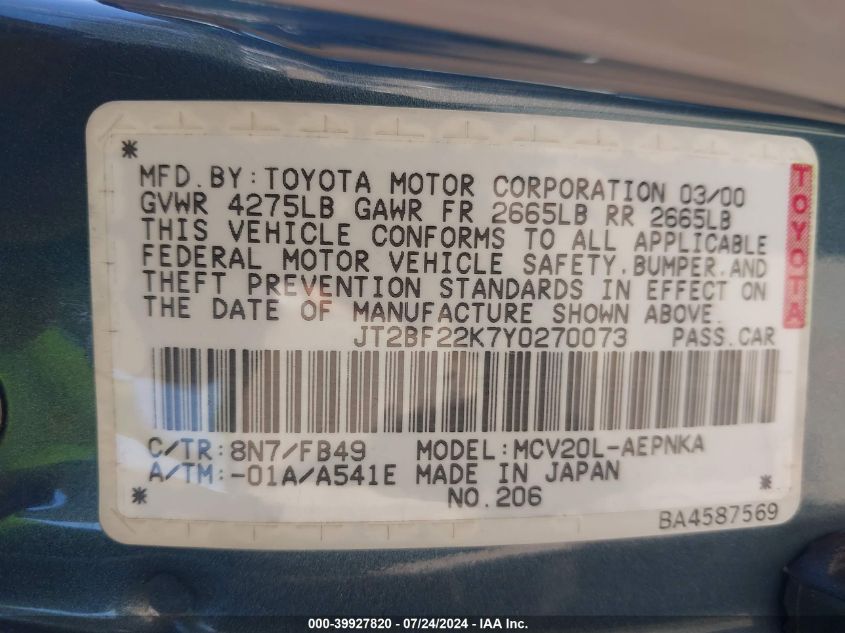 MFD.BY:TOYOTA MOTOR CORPORATION 03/00
GVWR 4275LB GAWR FR 2665LB RR 2665LB
THIS VEHICLE CONFORMS TO ALL APPLICABLE
FEDERAL MOTOR VEHICLE SAFETY.BUMPER.AND
THEFT PREVENTION STANDARDS IN EFFECT ON
THE DATE OF MANUFACTURE SHOWN ABOVE.
JT2BF22K7Y0270073 PASS.CAR
C/TR:8N7/FB49 MODEL:MCV20L-AEPNKA
A/TM:-01A/A541E MADE IN JAPAN
NO.206
BA4587569
TOYOTA
000-39927820 / 07/24/2024 - IAA Inc.